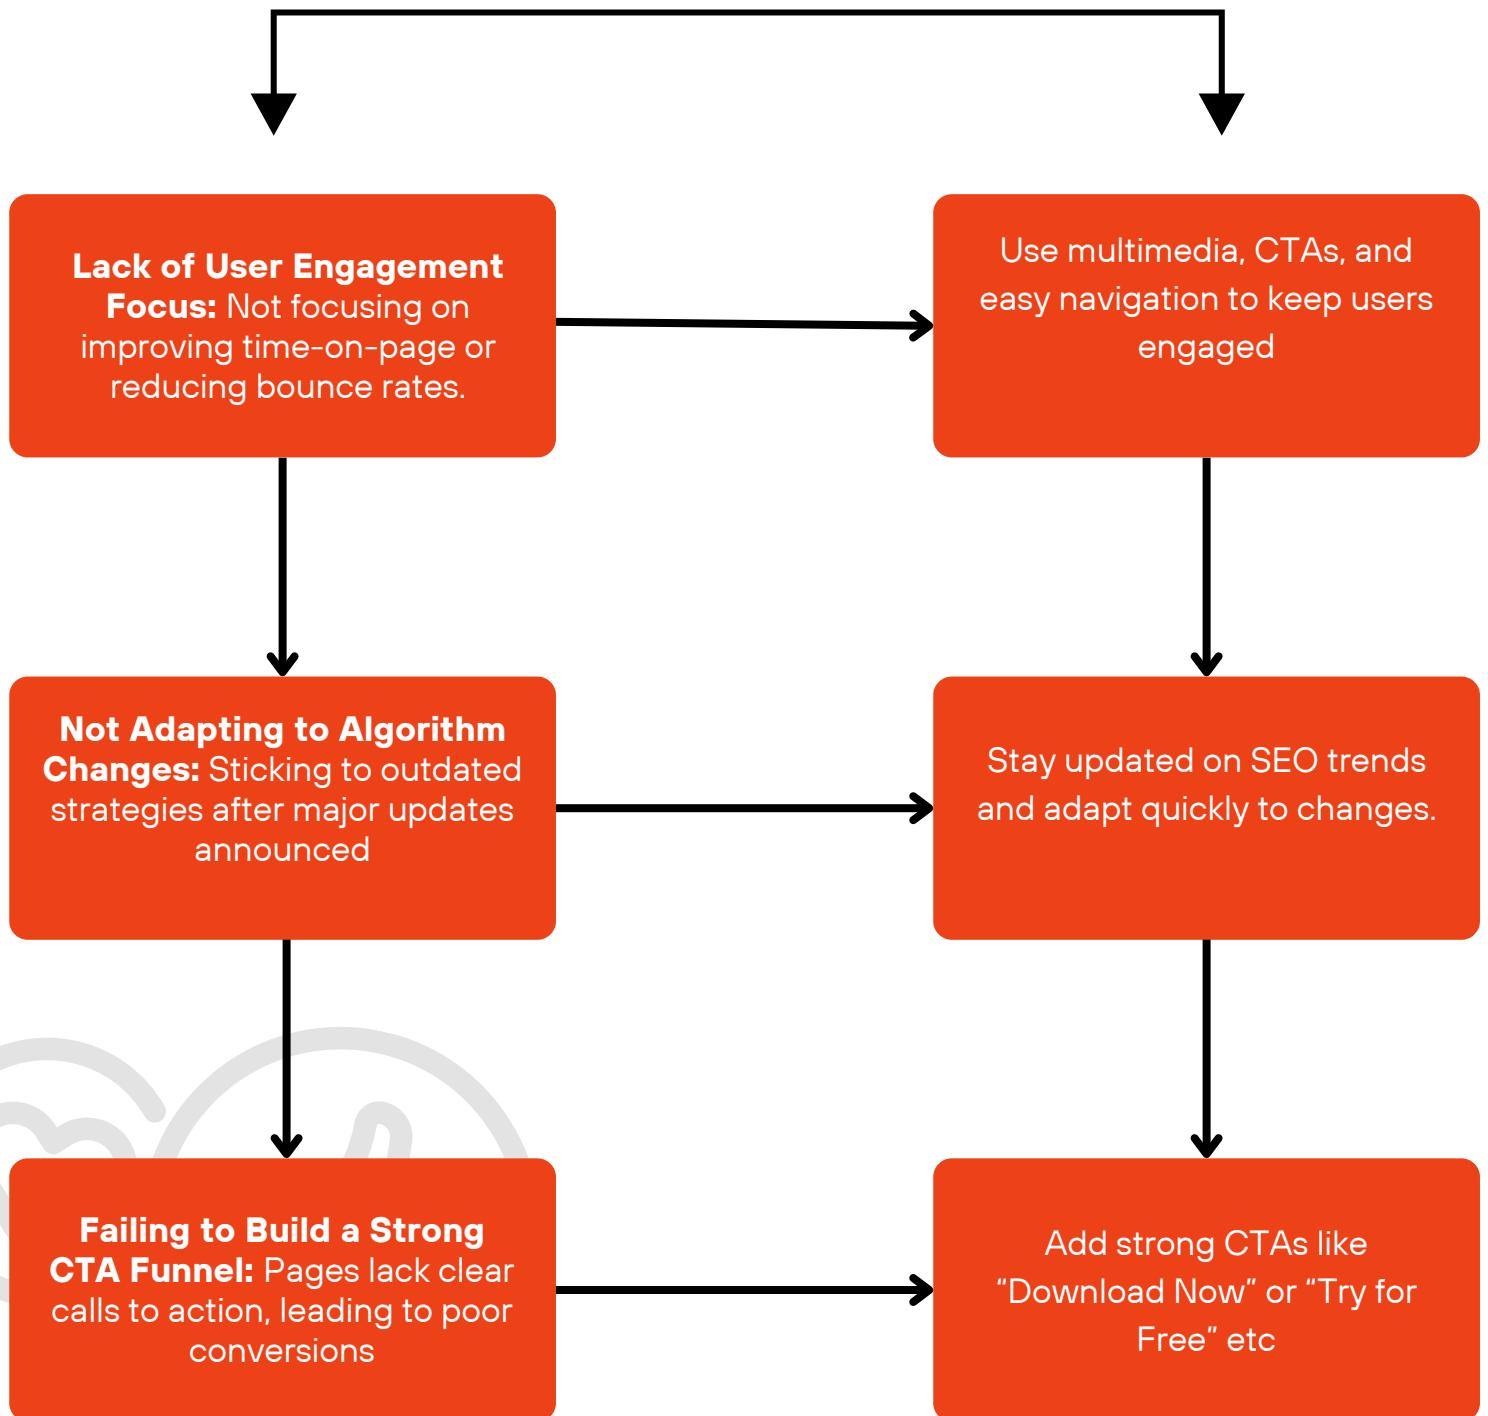 Lack of User Engagement
Focus: Not focusing on
improving time-on-page or
reducing bounce rates.
Use multimedia, CTAs, and
easy navigation to keep users
engaged
Not Adapting to Algorithm
Changes: Sticking to outdated
strategies after major updates
announced
Stay updated on SEO trends
and adapt quickly to changes.
Failing to Build a Strong
CTA Funnel: Pages lack clear
calls to action, leading to poor
conversions
Add strong CTAs like
“Download Now” or “Try for
Free” etc